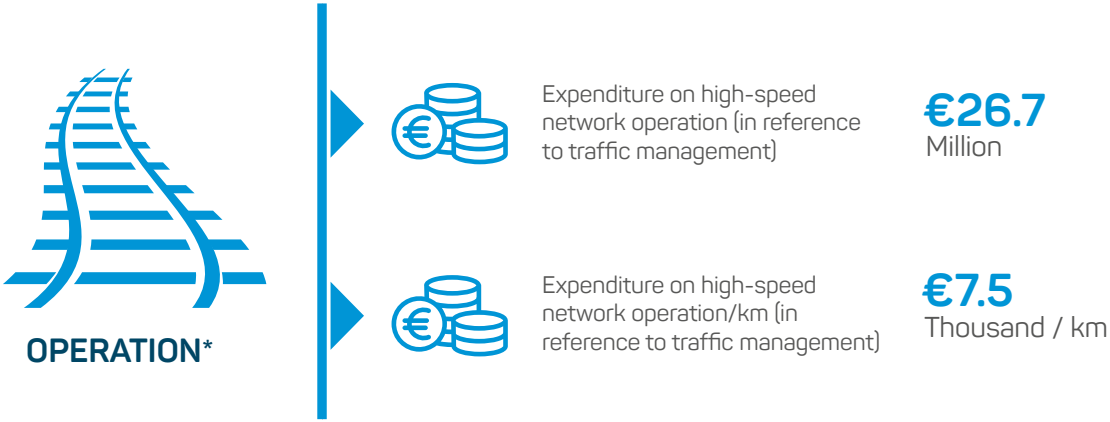 OPERATION*
Expenditure on high-speed
network operation (in reference
to traffic management)
€26.7
Million
Expenditure on high-speed
network operation/km (in
reference to traffic management)
€7.5
Thousand / km